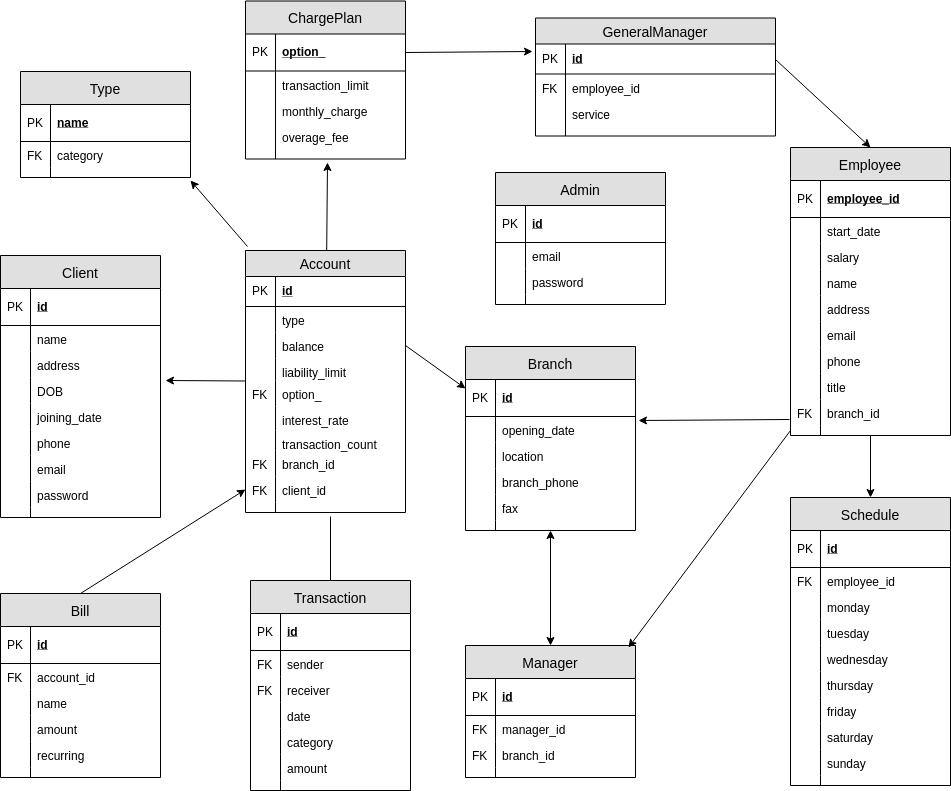 ChargePlan
PK option_
transaction_limit
monthly_charge
overage_fee
GeneralManager
PK id
FK employee_id
service
Type
PK name
FK category
Employee
PK employee_id
start_date
salary
name
address
email
phone
title
FK branch_id
Admin
PK id
email
password
Client
PK id
name
address
DOB
joining_date
phone
email
password
Account
PK id
type
balance
liability_limit
FK option_
interest_rate
transaction_count
FK branch_id
FK client_id
Branch
PK id
opening_date
location
branch_phone
fax
Schedule
PK id
FK employee_id
monday
tuesday
wednesday
thursday
friday
saturday
sunday
Bill
PK id
FK account_id
name
amount
recurring
Transaction
PK id
FK sender
FK receiver
date
category
amount
Manager
PK id
FK manager_id
FK branch_id